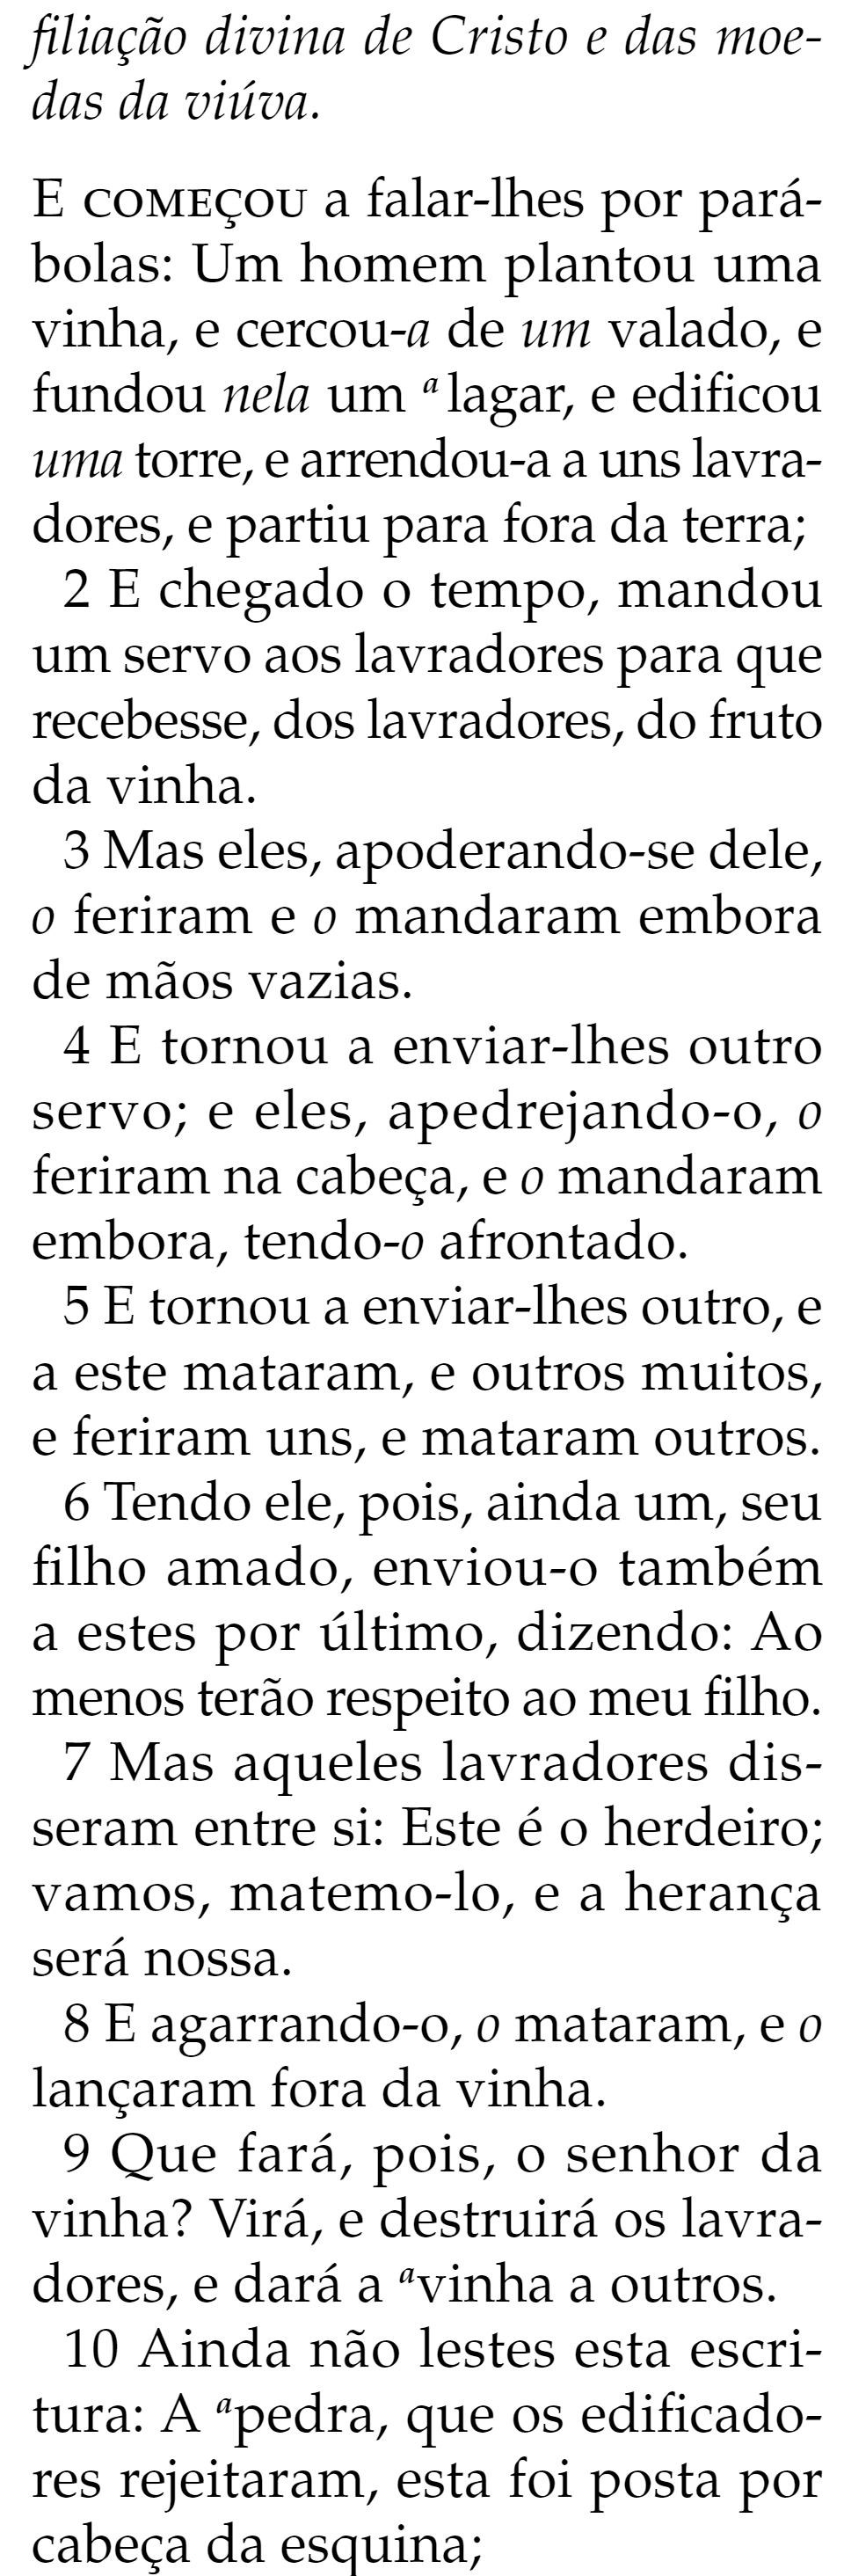 filiação divina de Cristo e das moe-
das da viúva.
E COMEÇOU a falar-lhes por pará-
bolas: Um homem plantou uma
vinha, e cercou-a de um valado, e
fundou nela um a lagar, e edificou
uma torre, e arrendou-a a uns lavra-
dores, e partiu para fora da terra;
2 E chegado o tempo, mandou
um servo aos lavradores para que
recebesse, dos lavradores, do fruto
da vinha.
3 Mas eles, apoderando-se dele,
o feriram e o mandaram embora
de mãos vazias.
4 E tornou a enviar-lhes outro
servo; e eles, apedrejando-o, o
feriram na cabeça, e o mandaram
embora, tendo-o afrontado.
5 E tornou a enviar-lhes outro, e
a este mataram, e outros muitos,
e feriram uns, e mataram outros.
6 Tendo ele, pois, ainda um, seu
filho amado, enviou-o também
a estes por último, dizendo: Ao
menos terão respeito ao meu filho.
7 Mas aqueles lavradores dis-
seram entre si: Este é o herdeiro;
vamos, matemo-lo, e a herança
será nossa.
8 E agarrando-o, o mataram, e o
lançaram fora da vinha.
9 Que fará, pois, o senhor da
vinha? Virá, e destruirá os lavra-
dores, e dará a avinha a outros.
10 Ainda não lestes esta escri-
tura: A apedra, que os edificado-
res rejeitaram, esta foi posta por
cabeça da esquina;